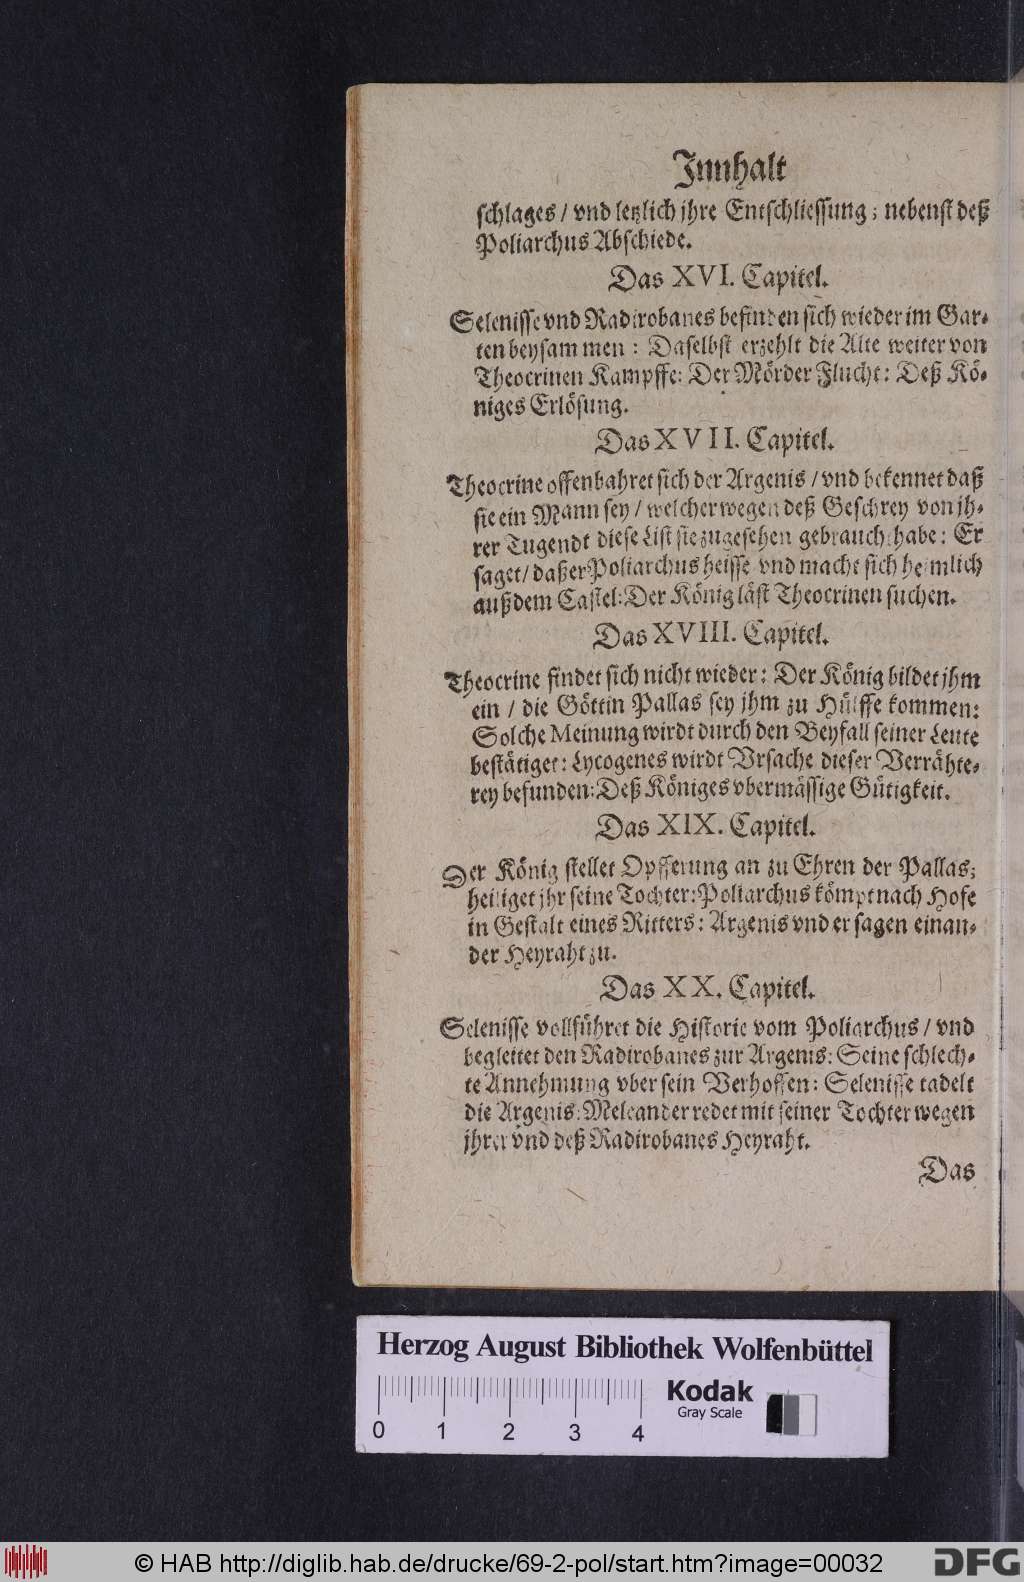 Innhalt
schlages / vnd letzlich jhre Entschliessung; nebenst deß
Poliarchus Abschiede.
Das XVI. Capitel.
Selenisse vnd Radirobanes befinden sich wieder im Gar-
ten beysammen: Daselbst erzehlt die Alte weiter von
Theocrinen Kampffe: Der Mörder Flucht: Deß Kö-
niges Erlösung.
Das XVII. Capitel.
Theocrine offenbahret sich der Argenis / vnd bekennet daß
sie ein Mann sey / welcher wegen deß Geschrey von jh-
rer Tugendt diese List sie zugesehen gebraucht habe: Er
saget / daß er Poliarchus heisse vnd macht sich heimlich
auß dem Castel: Der König läst Theocrinen suchen.
Das XVIII. Capitel.
Theocrine findet sich nicht wieder: Der König bildet jhm
ein / die Göttin Pallas sey jhm zu Hülffe kommen:
Solche Meinung wirdt durch den Beyfall seiner Leute
bestätiget: Lycogenes wirdt Vrsache dieser Verrähte-
rey befunden: Deß Königes vbermässige Gütigkeit.
Das XIX. Capitel.
Der König stellet Opfferung an zu Ehren der Pallas;
heiliget jhr seine Tochter: Poliarchus kömpt nach Hofe
in Gestalt eines Ritters: Argenis vnd er sagen einan-
der Heyraht zu.
Das XX. Capitel.
Selenisse vollführet die Historie vom Poliarchus / vnd
begleitet den Radirobanes zur Argenis: Seine schlech-
te Annehmung vber sein Verhoffen: Selenisse tadelt
die Argenis: Meleander redet mit seiner Tochter wegen
jhrer vnd deß Radirobanes Heyraht.
Das
Herzog August Bibliothek Wolfenbüttel
Kodak
Gray Scale
0 1 2 3 4
© HAB http://diglib.hab.de/drucke/69-2-pol/start.htm?image=00032
DFG